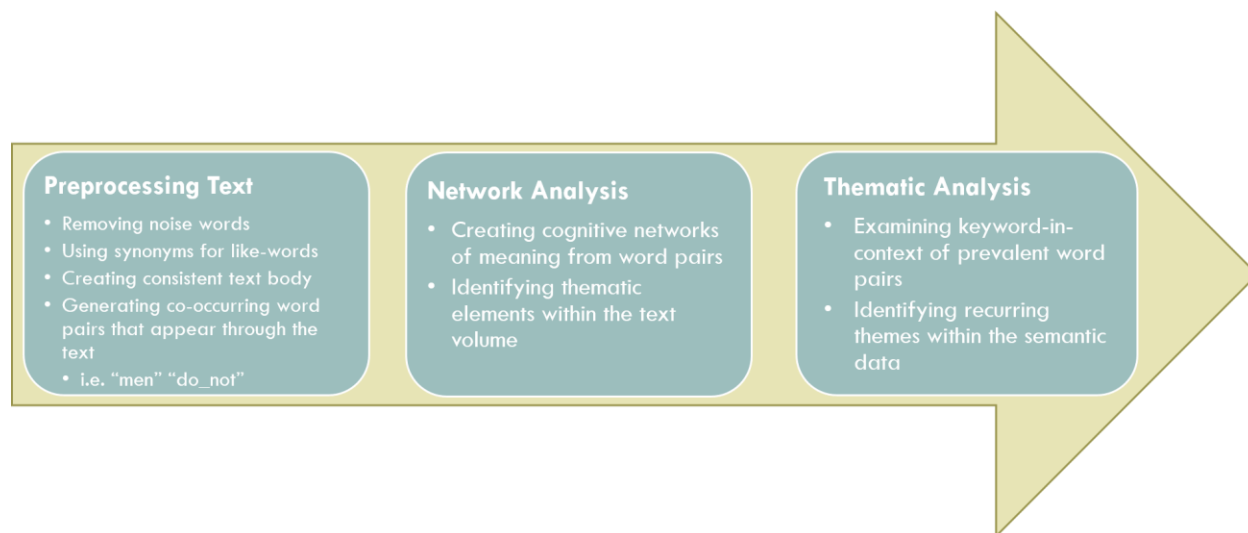 Preprocessing Text
• Removing noise words
• Using synonyms for like-words
• Creating consistent text body
• Generating co-occurring word
pairs that appear through the
text
• i.e. “men” “do_not”
Network Analysis
• Creating cognitive networks
of meaning from word pairs
• Identifying thematic
elements within the text
volume
Thematic Analysis
• Examining keyword-in-
context of prevalent word
pairs
• Identifying recurring
themes within the semantic
data